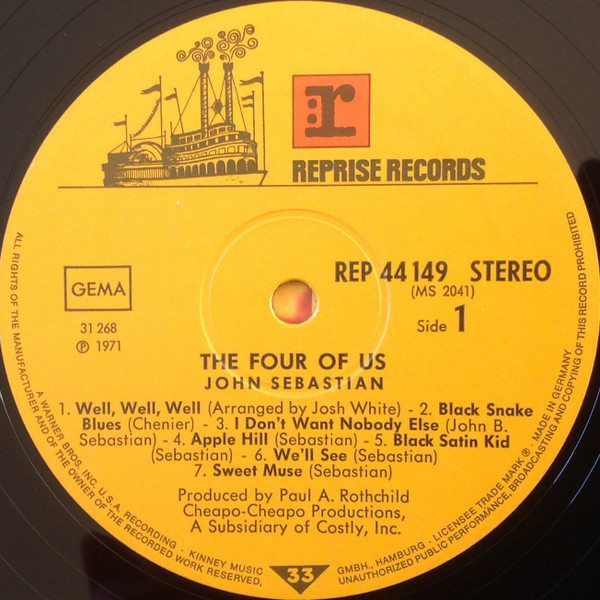 r
REPRISE RECORDS
GEMA
31 268
℗ 1971
REP 44 149 STEREO
(MS 2041)
Side 1
THE FOUR OF US
JOHN SEBASTIAN
1. Well, Well, Well (Arranged by Josh White) - 2. Black Snake
Blues (Chenier) - 3. I Don't Want Nobody Else (John B.
Sebastian) - 4. Apple Hill (Sebastian) - 5. Black Satin Kid
(Sebastian) - 6. We'll See (Sebastian)
7. Sweet Muse (Sebastian)
Produced by Paul A. Rothchild
Cheapo-Cheapo Productions,
A Subsidiary of Costly, Inc.
ALL RIGHTS OF THE MANUFACTURER AND OF THE OWNER OF THE RECORDED WORK RESERVED,
UNAUTHORIZED PUBLIC PERFORMANCE, BROADCASTING AND COPYING OF THIS RECORD PROHIBITED
A WARNER BROS. INC. U.S.A. RECORDING · KINNEY MUSIC
GMBH., HAMBURG · LICENSEE TRADE MARK ® · MADE IN GERMANY
33